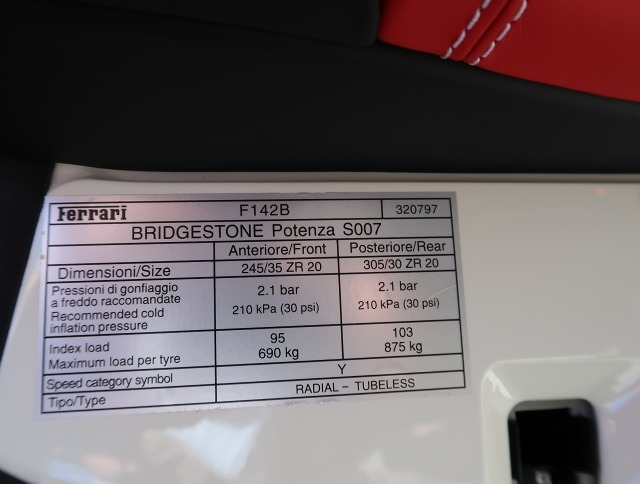 Ferrari F142B 320797
BRIDGESTONE Potenza S007
Anteriore/Front Posteriore/Rear
Dimensioni/Size 245/35 ZR 20 305/30 ZR 20
Pressioni di gonfiaggio
a freddo raccomandate
Recommended cold
inflation pressure
2.1 bar 2.1 bar
210 kPa (30 psi) 210 kPa (30 psi)
Index load 95 103
Maximum load per tyre 690 kg 875 kg
Speed category symbol Y
Tipo/Type RADIAL - TUBELESS